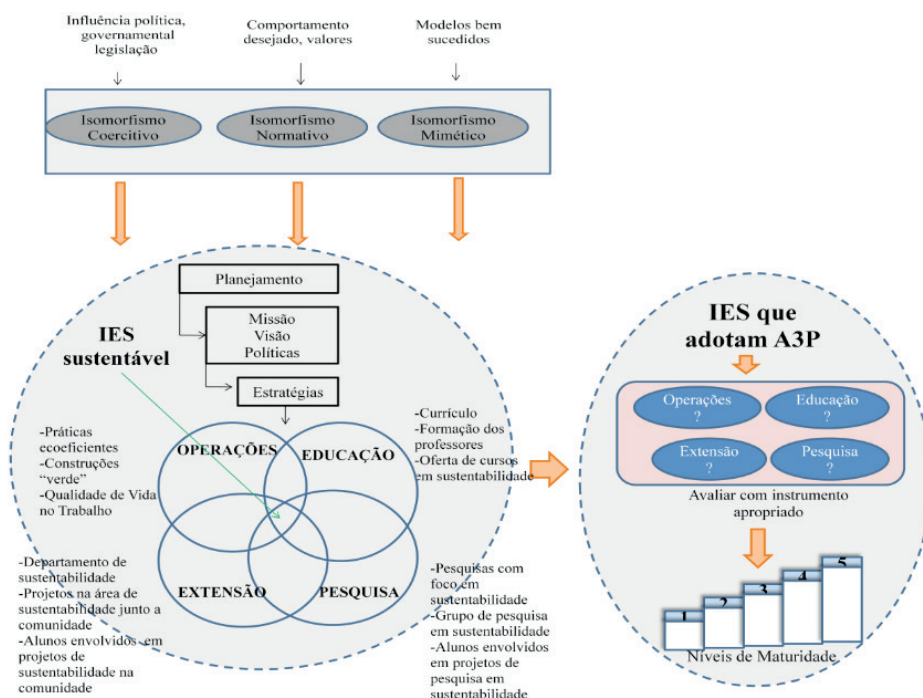 Influência política,
governamental
legislação
Comportamento
desejado, valores
Modelos bem
sucedidos
Isomorfismo
Coercitivo
Isomorfismo
Normativo
Isomorfismo
Mimético
Planejamento
Missão
Visão
Políticas
Estratégias
IES
sustentável
-Práticas
ecoeficientes
-Construções
“verde”
-Qualidade de Vida
no Trabalho
OPERAÇÕES
EDUCAÇÃO
-Currículo
-Formação dos
professores
-Oferta de cursos
em sustentabilidade
-Departamento de
sustentabilidade
-Projetos na área de
sustentabilidade junto a
comunidade
-Alunos envolvidos em
projetos de
sustentabilidade na
comunidade
EXTENSÃO
PESQUISA
-Pesquisas com
foco em
sustentabilidade
-Grupo de pesquisa
em sustentabilidade
-Alunos envolvidos
em projetos de
pesquisa em
sustentabilidade
IES que
adotam A3P
Operações
?
Educação
?
Extensão
?
Pesquisa
?
Avaliar com instrumento
apropriado
1
2
3
4
5
Níveis de Maturidade